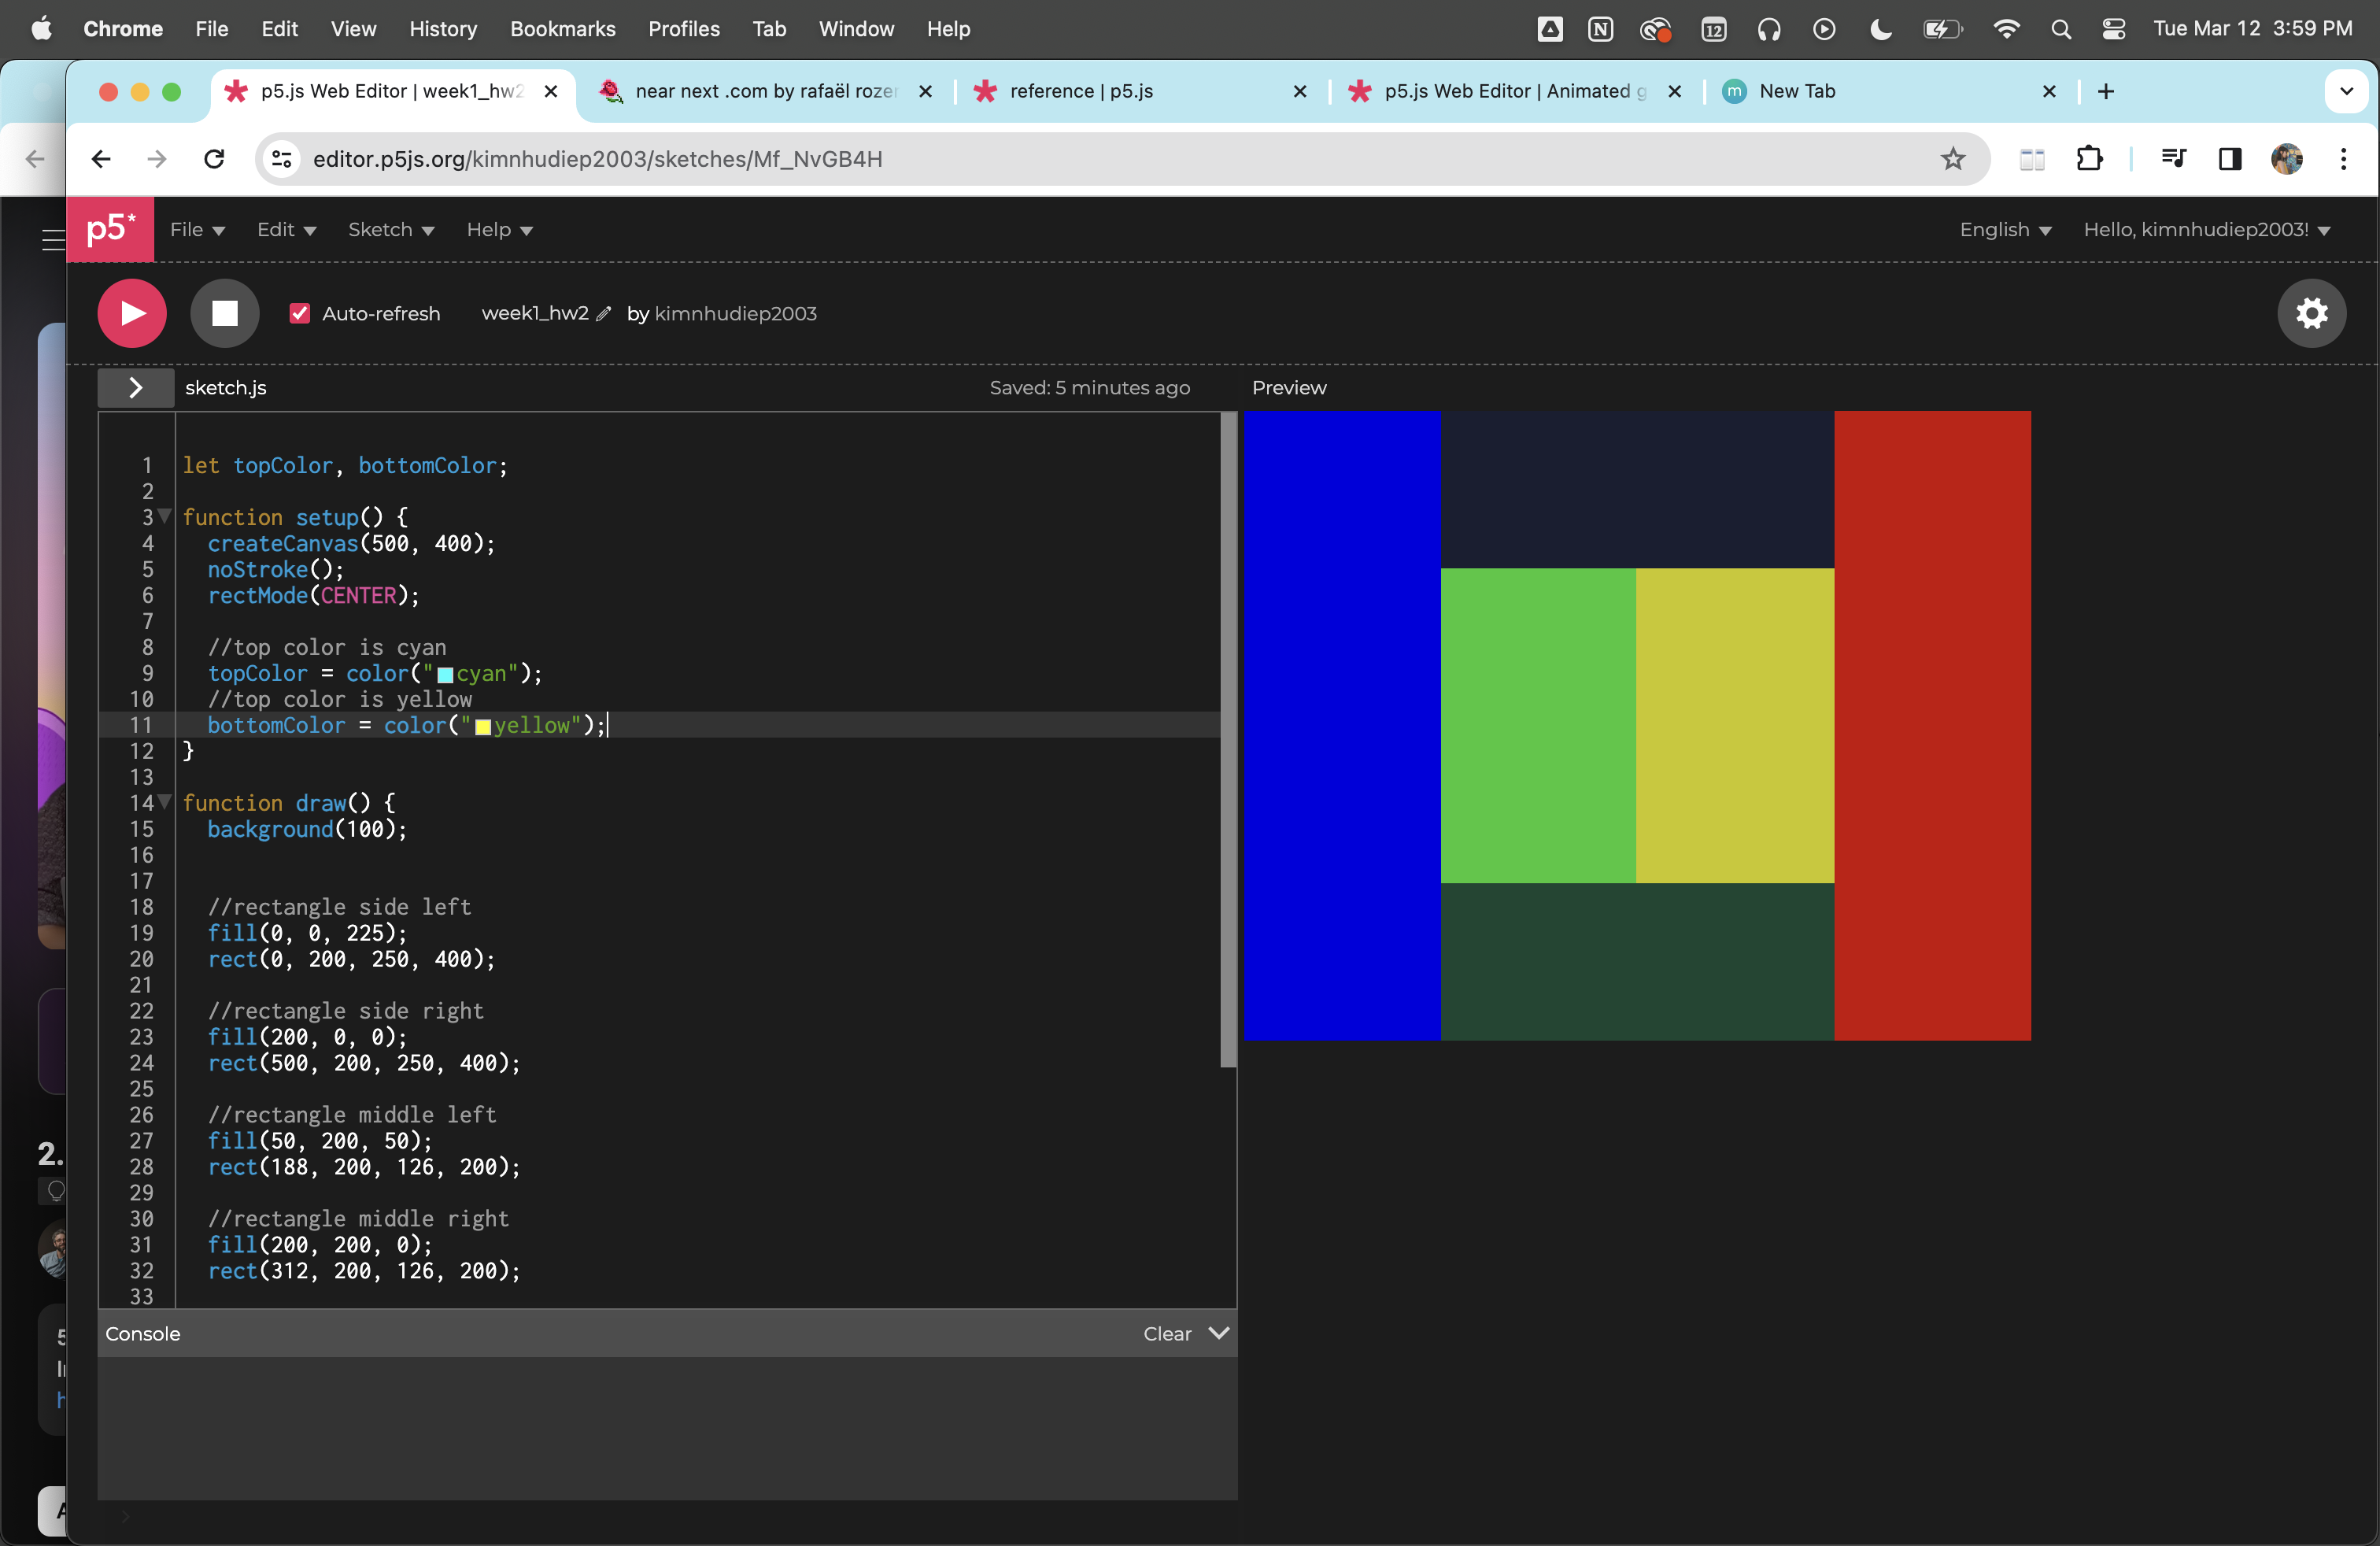 Chrome File Edit View History Bookmarks Profiles Tab Window Help 12 Tue Mar 12 3:59 PM
p5.js Web Editor | week1_hw2 near next .com by rafaël rozen reference | p5.js p5.js Web Editor | Animated g m New Tab
editor.p5js.org/kimnhudiep2003/sketches/Mf_NvGB4H
p5* File Edit Sketch Help English Hello, kimnhudiep2003!
Auto-refresh week1_hw2 by kimnhudiep2003
sketch.js Saved: 5 minutes ago Preview
1 let topColor, bottomColor;
2
3 function setup() {
4 createCanvas(500, 400);
5 noStroke();
6 rectMode(CENTER);
7
8 //top color is cyan
9 topColor = color("cyan");
10 //top color is yellow
11 bottomColor = color("yellow");
12 }
13
14 function draw() {
15 background(100);
16
17
18 //rectangle side left
19 fill(0, 0, 225);
20 rect(0, 200, 250, 400);
21
22 //rectangle side right
23 fill(200, 0, 0);
24 rect(500, 200, 250, 400);
25
26 //rectangle middle left
27 fill(50, 200, 50);
28 rect(188, 200, 126, 200);
29
30 //rectangle middle right
31 fill(200, 200, 0);
32 rect(312, 200, 126, 200);
33
Console Clear
2.